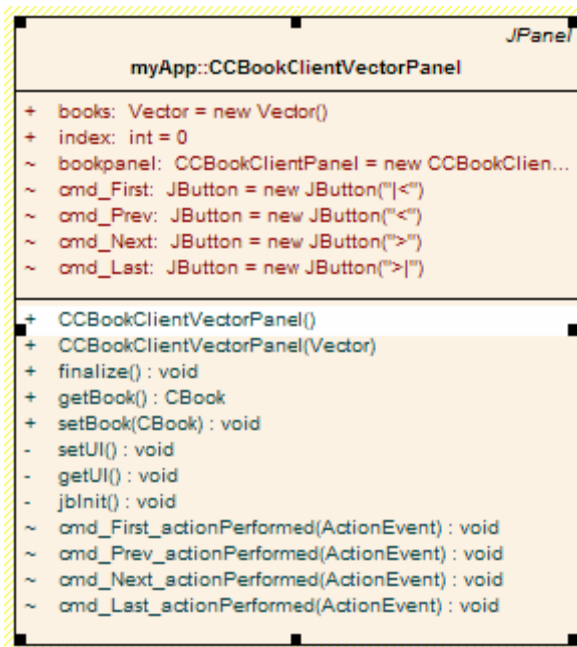 JPanel
myApp::CCBookClientVectorPanel
+ books: Vector = new Vector()
+ index: int = 0
~ bookpanel: CCBookClientPanel = new CCBookClien...
~ cmd_First: JButton = new JButton("|<")
~ cmd_Prev: JButton = new JButton("<")
~ cmd_Next: JButton = new JButton(">")
~ cmd_Last: JButton = new JButton(">|")
+ CCBookClientVectorPanel()
+ CCBookClientVectorPanel(Vector)
+ finalize() : void
+ getBook() : CBook
+ setBook(CBook) : void
- setUI() : void
- getUI() : void
- jbInit() : void
~ cmd_First_actionPerformed(ActionEvent) : void
~ cmd_Prev_actionPerformed(ActionEvent) : void
~ cmd_Next_actionPerformed(ActionEvent) : void
~ cmd_Last_actionPerformed(ActionEvent) : void